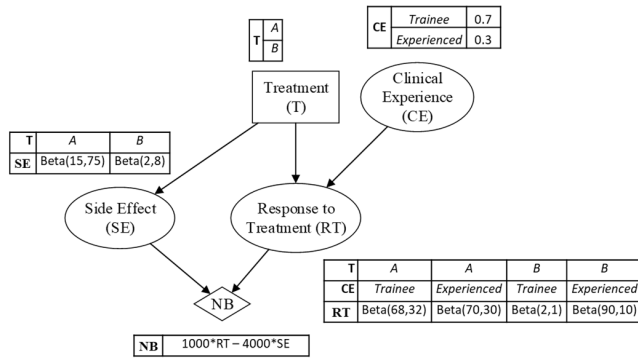 CE Trainee 0.7
Experienced 0.3
T A
B
Treatment
(T)
Clinical
Experience
(CE)
T A B
SE Beta(15,75) Beta(2,8)
Side Effect
(SE)
Response to
Treatment (RT)
NB
T A A B B
CE Trainee Experienced Trainee Experienced
RT Beta(68,32) Beta(70,30) Beta(2,1) Beta(90,10)
NB 1000*RT – 4000*SE